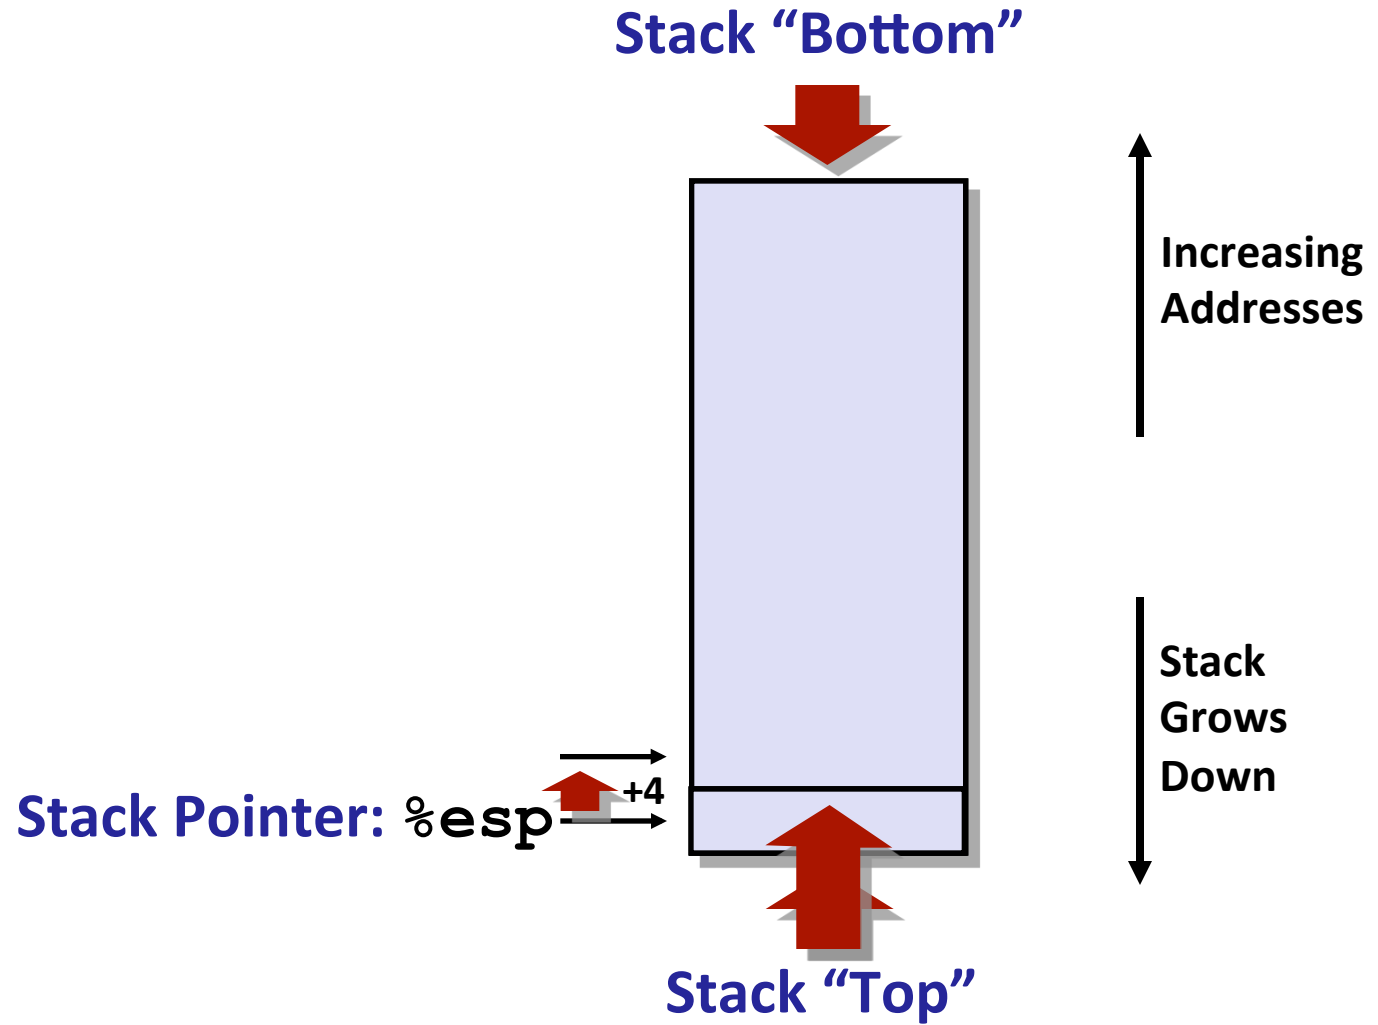 Stack “Bottom”
Increasing
Addresses
Stack
Grows
Down
+4
Stack Pointer: %esp
Stack “Top”